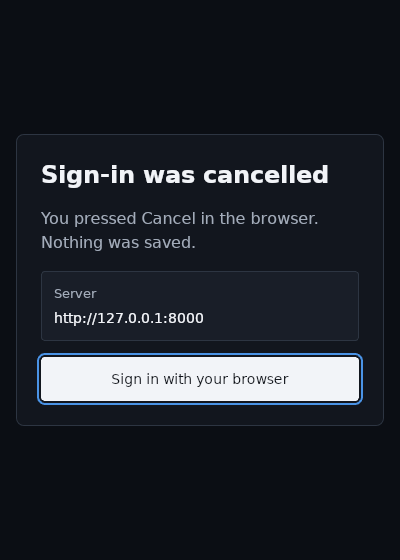 Sign-in was cancelled
You pressed Cancel in the browser.
Nothing was saved.
Server
http://127.0.0.1:8000
Sign in with your browser